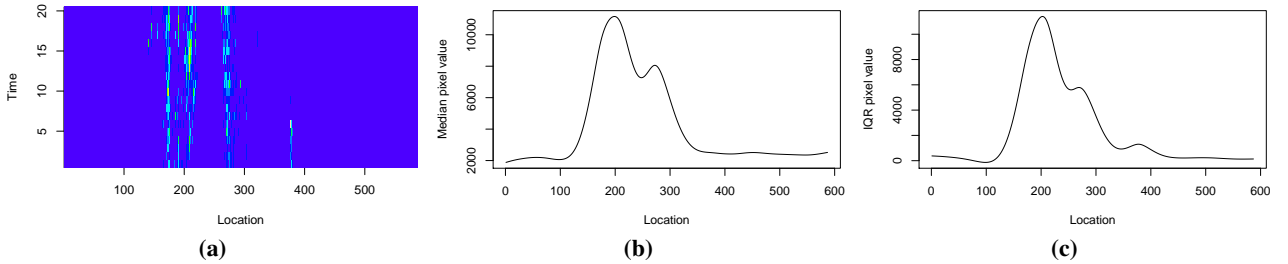 20
15
10
5
Time
100 200 300 400 500
Location
(a)
10000
6000
2000
Median pixel value
0 100 200 300 400 500 600
Location
(b)
8000
4000
0
IQR pixel value
0 100 200 300 400 500 600
Location
(c)